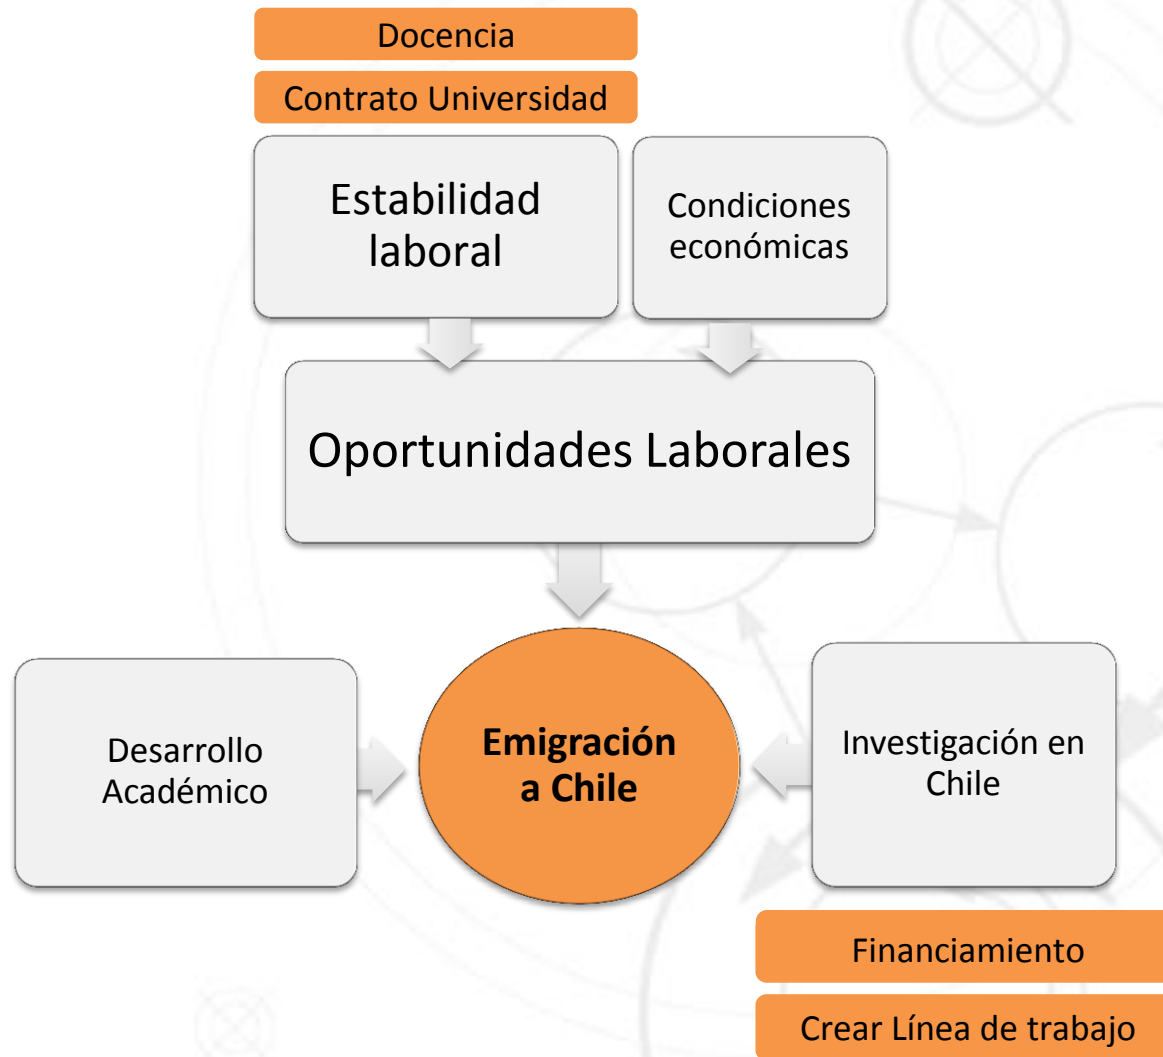 Docencia
Contrato Universidad
Estabilidad
laboral
Condiciones
económicas
Oportunidades Laborales
Desarrollo
Académico
Emigración
a Chile
Investigación en
Chile
Financiamiento
Crear Línea de trabajo